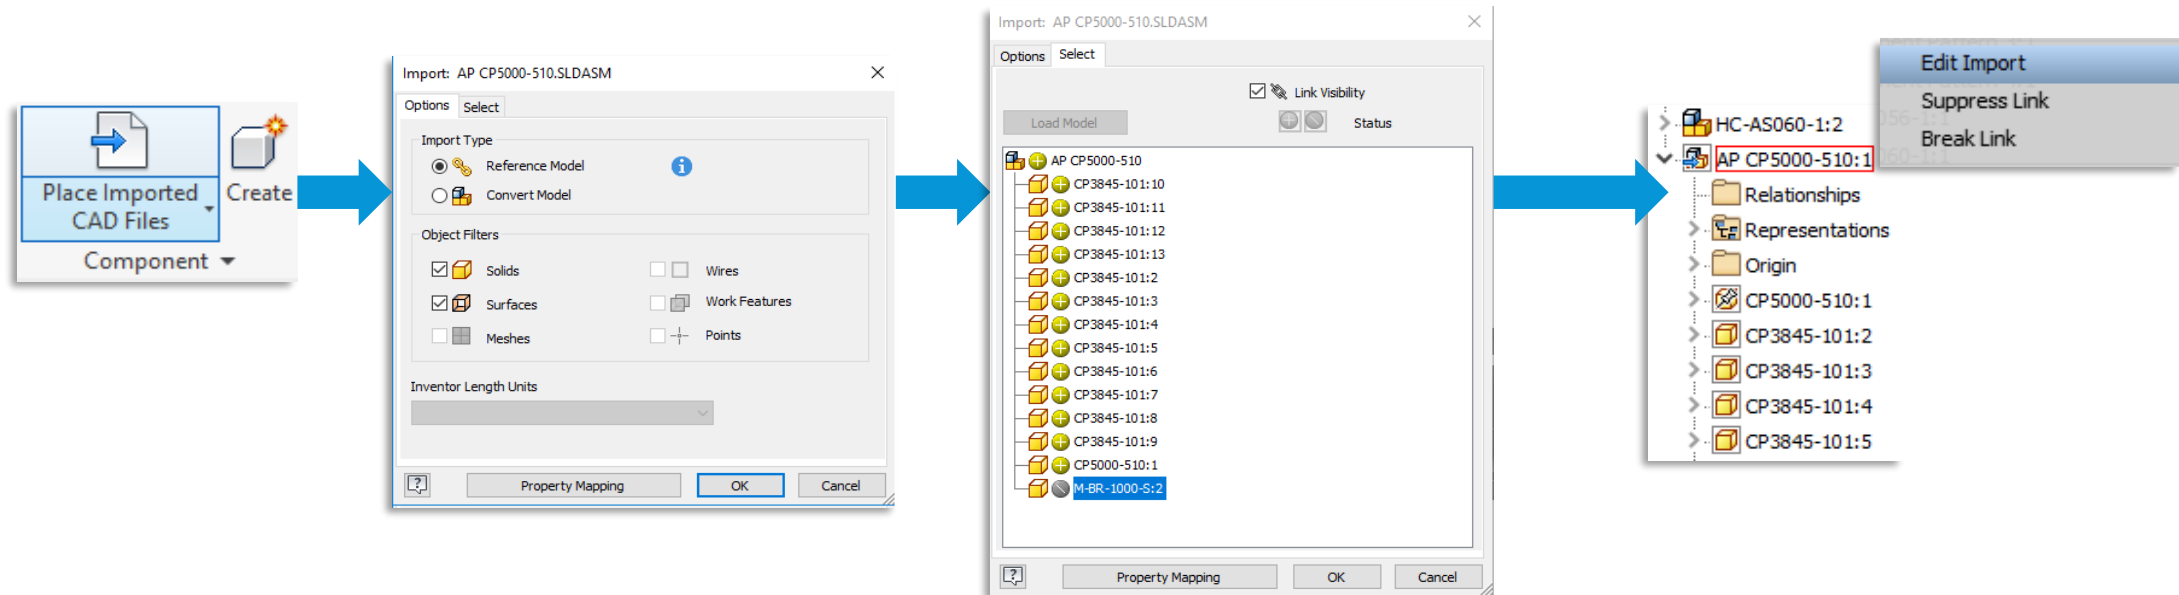 Place Imported
CAD Files
Create
Component
Import: AP CP5000-510.SLDASM
Options
Select
Import Type
Reference Model
Convert Model
Object Filters
Solids
Wires
Surfaces
Work Features
Meshes
Points
Inventor Length Units
Property Mapping
OK
Cancel
Import: AP CP5000-510.SLDASM
Options
Select
Link Visibility
Load Model
Status
AP CP5000-510
CP3845-101:10
CP3845-101:11
CP3845-101:12
CP3845-101:13
CP3845-101:2
CP3845-101:3
CP3845-101:4
CP3845-101:5
CP3845-101:6
CP3845-101:7
CP3845-101:8
CP3845-101:9
CP5000-510:1
M-BR-1000-S:2
Property Mapping
OK
Cancel
HC-AS060-1:2
AP CP5000-510:1
Relationships
Representations
Origin
CP5000-510:1
CP3845-101:2
CP3845-101:3
CP3845-101:4
CP3845-101:5
Edit Import
Suppress Link
Break Link